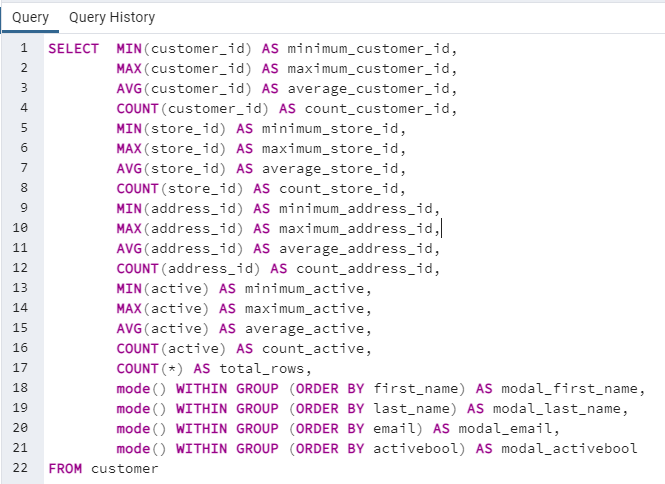 Query Query History
1 SELECT MIN(customer_id) AS minimum_customer_id,
2 MAX(customer_id) AS maximum_customer_id,
3 AVG(customer_id) AS average_customer_id,
4 COUNT(customer_id) AS count_customer_id,
5 MIN(store_id) AS minimum_store_id,
6 MAX(store_id) AS maximum_store_id,
7 AVG(store_id) AS average_store_id,
8 COUNT(store_id) AS count_store_id,
9 MIN(address_id) AS minimum_address_id,
10 MAX(address_id) AS maximum_address_id,
11 AVG(address_id) AS average_address_id,
12 COUNT(address_id) AS count_address_id,
13 MIN(active) AS minimum_active,
14 MAX(active) AS maximum_active,
15 AVG(active) AS average_active,
16 COUNT(active) AS count_active,
17 COUNT(*) AS total_rows,
18 mode() WITHIN GROUP (ORDER BY first_name) AS modal_first_name,
19 mode() WITHIN GROUP (ORDER BY last_name) AS modal_last_name,
20 mode() WITHIN GROUP (ORDER BY email) AS modal_email,
21 mode() WITHIN GROUP (ORDER BY activebool) AS modal_activebool
22 FROM customer